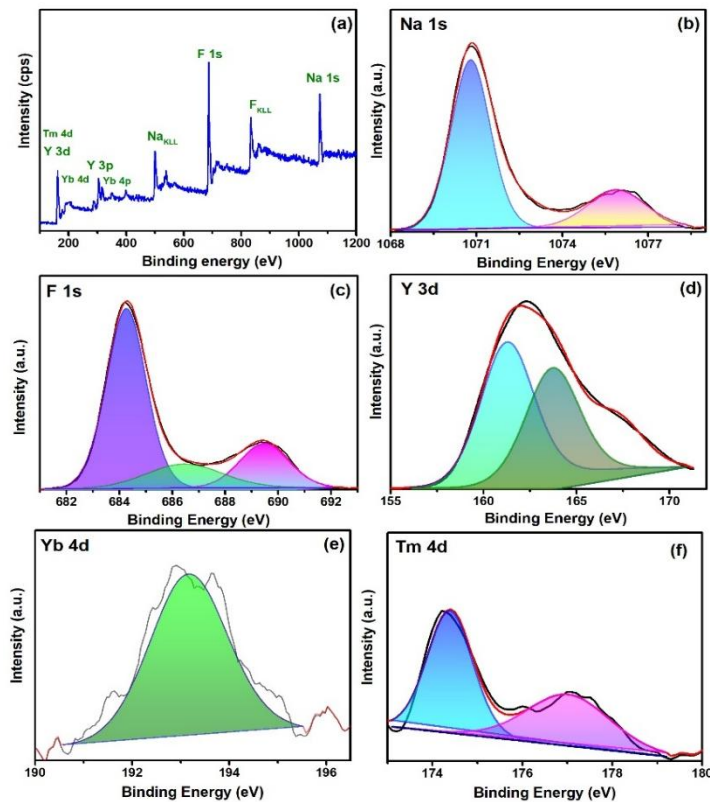 (a)
F 1s
Na 1s
F KLL
Tm 4d
Na KLL
Y 3d
Y 3p
Yb 4d
Yb 4p
Intensity (cps)
200 400 600 800 1000 1200
Binding energy (eV)
Na 1s (b)
Intensity (a.u.)
1068 1071 1074 1077
Binding Energy (eV)
F 1s (c)
Intensity (a.u.)
682 684 686 688 690 692
Binding Energy (eV)
Y 3d (d)
Intensity (a.u.)
155 160 165 170
Binding Energy (eV)
Yb 4d (e)
Intensity (a.u.)
190 192 194 196
Binding Energy (eV)
Tm 4d (f)
Intensity (a.u.)
174 176 178 180
Binding Energy (eV)